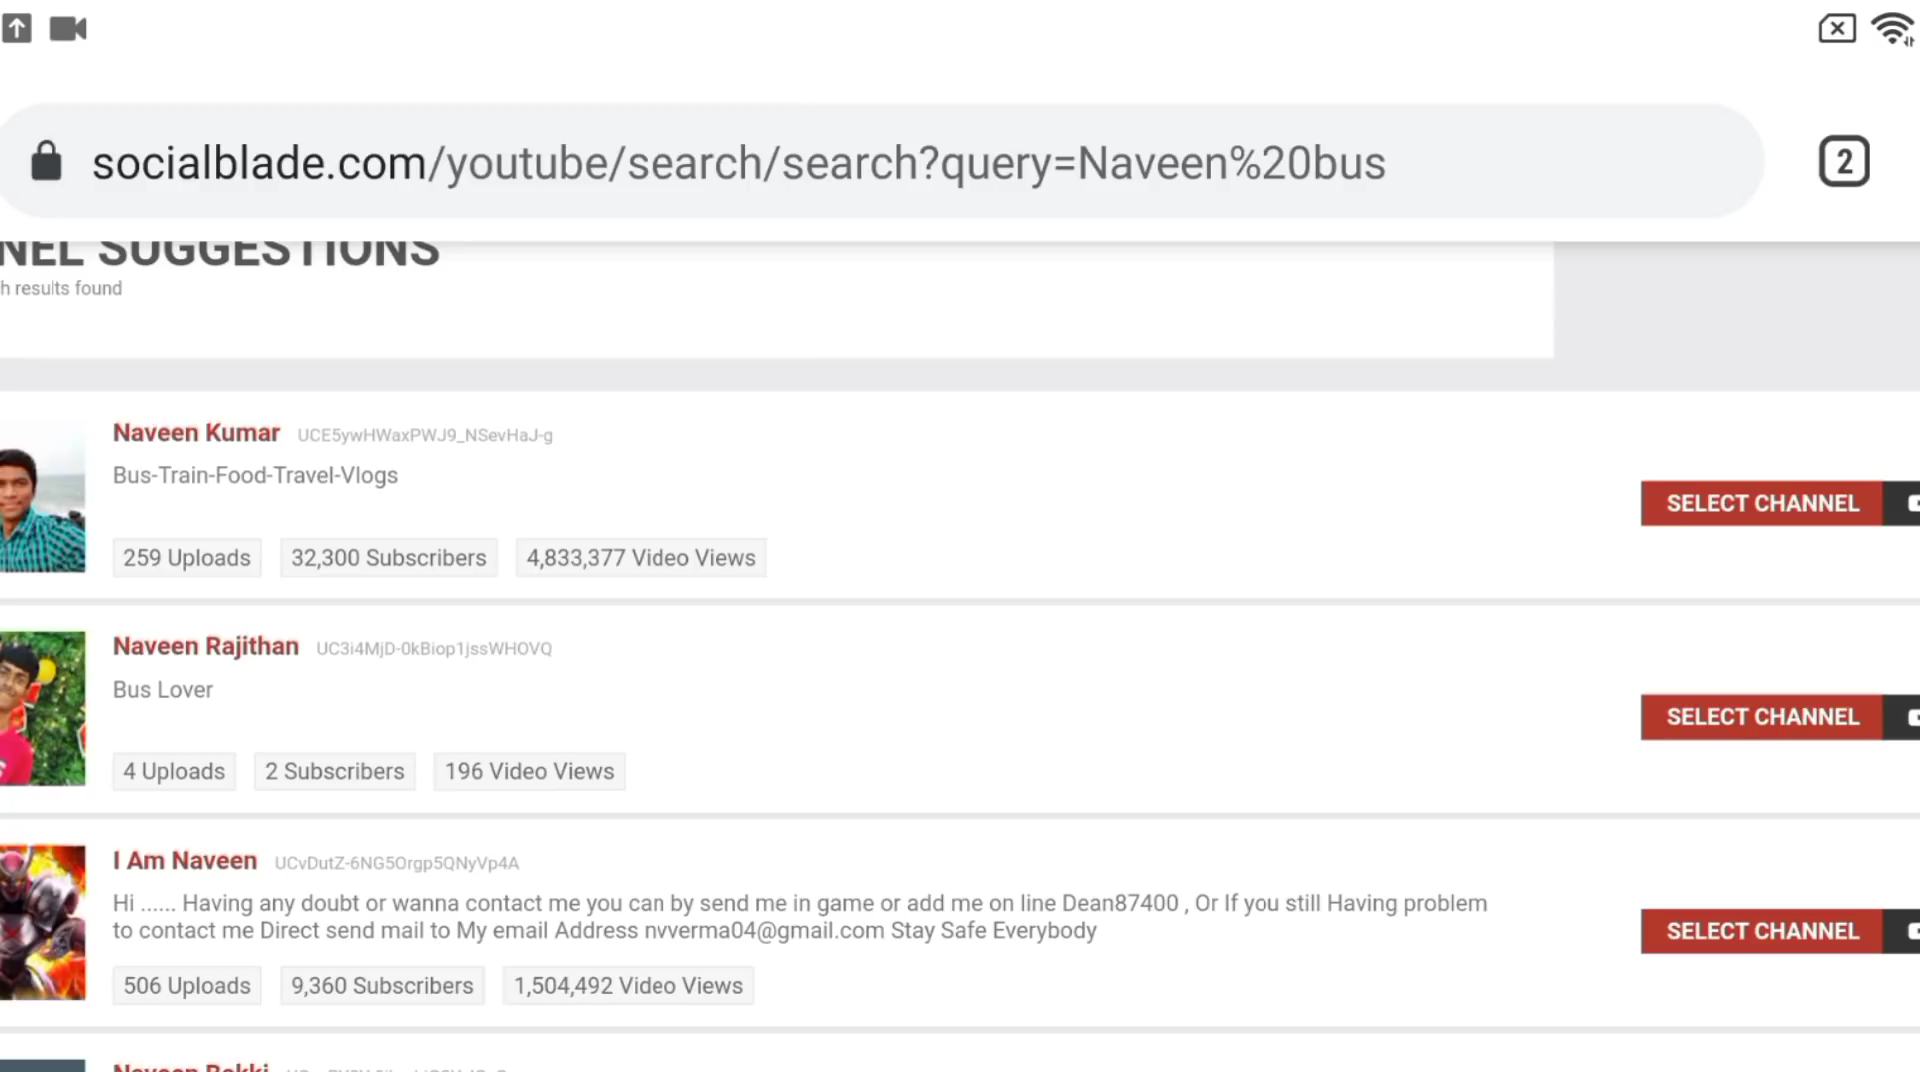 socialblade.com/youtube/search/search?query=Naveen%20bus
2
NEL SUGGESTIONS
h results found
Naveen Kumar UCE5ywHWaxPWJ9_NSevHaJ-g
Bus-Train-Food-Travel-Vlogs
SELECT CHANNEL
259 Uploads 32,300 Subscribers 4,833,377 Video Views
Naveen Rajithan UC3i4MjD-0kBiop1jssWHOVQ
Bus Lover
SELECT CHANNEL
4 Uploads 2 Subscribers 196 Video Views
I Am Naveen UCvDutZ-6NG5Orgp5QNyVp4A
Hi ...... Having any doubt or wanna contact me you can by send me in game or add me on line Dean87400 , Or If you still Having problem
to contact me Direct send mail to My email Address nvverma04@gmail.com Stay Safe Everybody
SELECT CHANNEL
506 Uploads 9,360 Subscribers 1,504,492 Video Views
Naveen Bekki